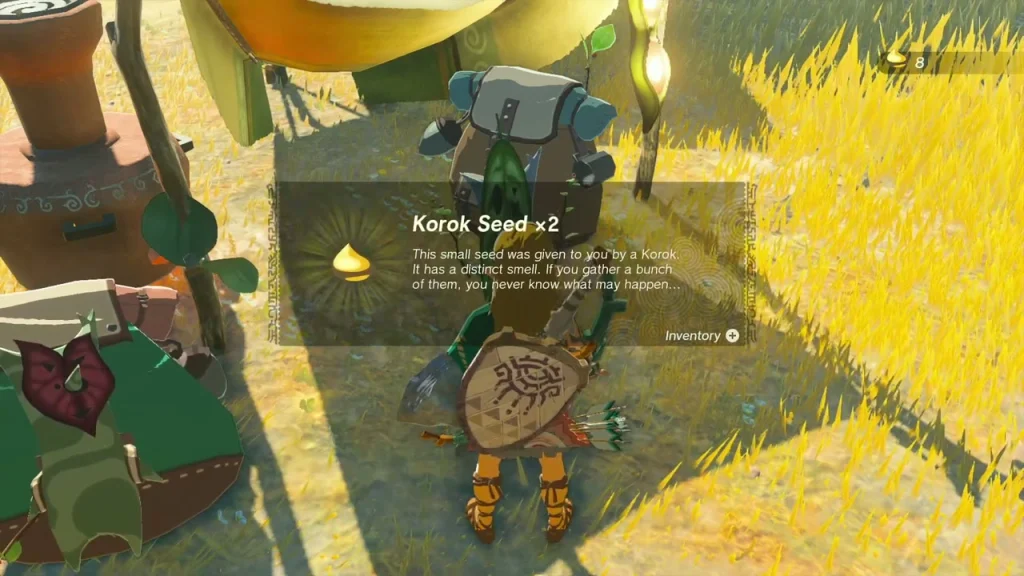 8
Korok Seed ×2
This small seed was given to you by a Korok.
It has a distinct smell. If you gather a bunch
of them, you never know what may happen...
Inventory